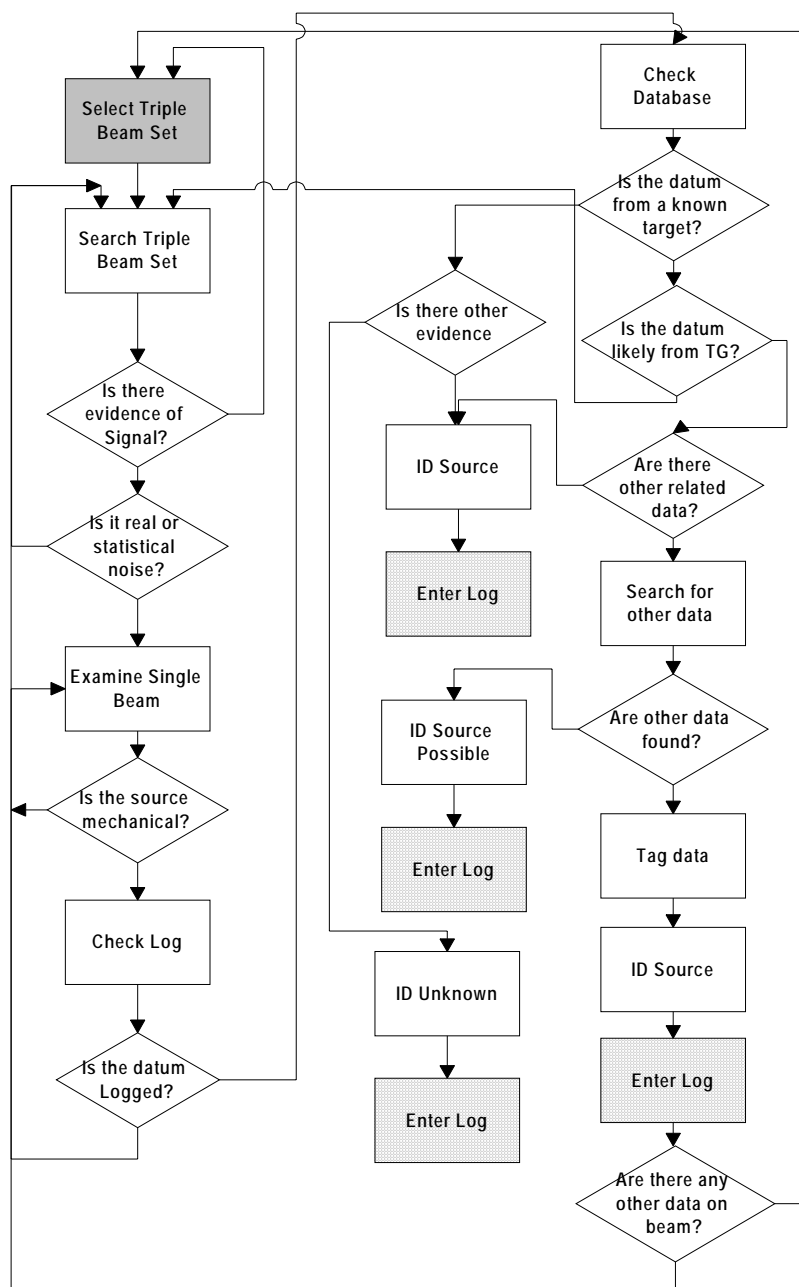 Select Triple
Beam Set
Search Triple
Beam Set
Is there
evidence of
Signal?
Is it real or
statistical
noise?
Examine Single
Beam
Is the source
mechanical?
Check Log
Is the datum
Logged?
Check
Database
Is the datum
from a known
target?
Is there other
evidence
Is the datum
likely from TG?
ID Source
Enter Log
Are there
other related
data?
Search for
other data
Are other data
found?
ID Source
Possible
Enter Log
Tag data
ID Source
Enter Log
ID Unknown
Enter Log
Are there any
other data on
beam?